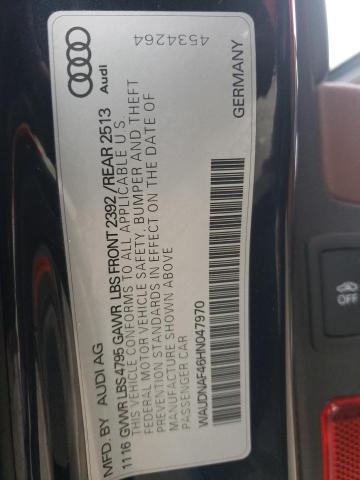 MFD. BY AUDI AG
11 16 GVWR LBS 4795 GAWR LBS FRONT 2392 / REAR 2513
THIS VEHICLE CONFORMS TO ALL APPLICABLE U S
FEDERAL MOTOR VEHICLE SAFETY, BUMPER AND THEFT
PREVENTION STANDARDS IN EFFECT ON THE DATE OF
MANUFACTURE SHOWN ABOVE
PASSENGER CAR
WAUDNAF46HN047970
GERMANY
Audi
4534264